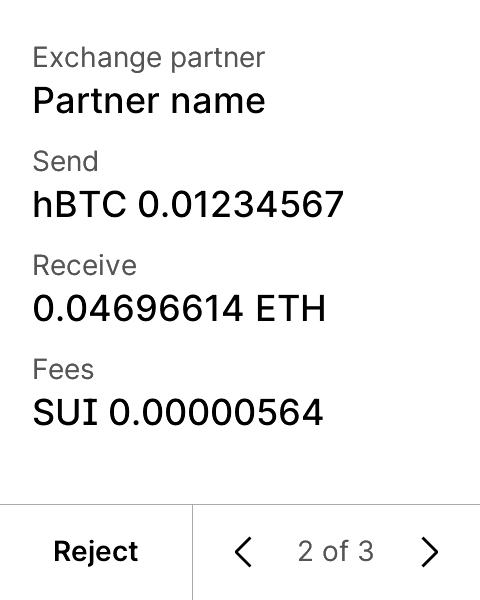 Exchange partner
Partner name
Send
hBTC 0.01234567
Receive
0.04696614 ETH
Fees
SUI 0.00000564
Reject
2 of 3